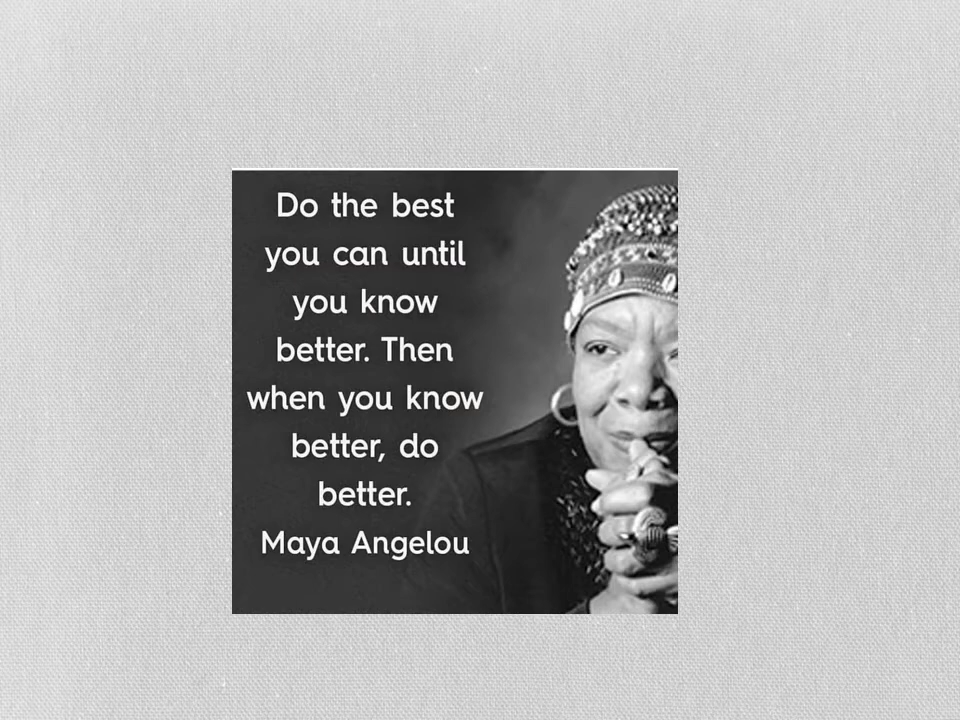 Do the best
you can until
you know
better. Then
when you know
better, do
better.
Maya Angelou